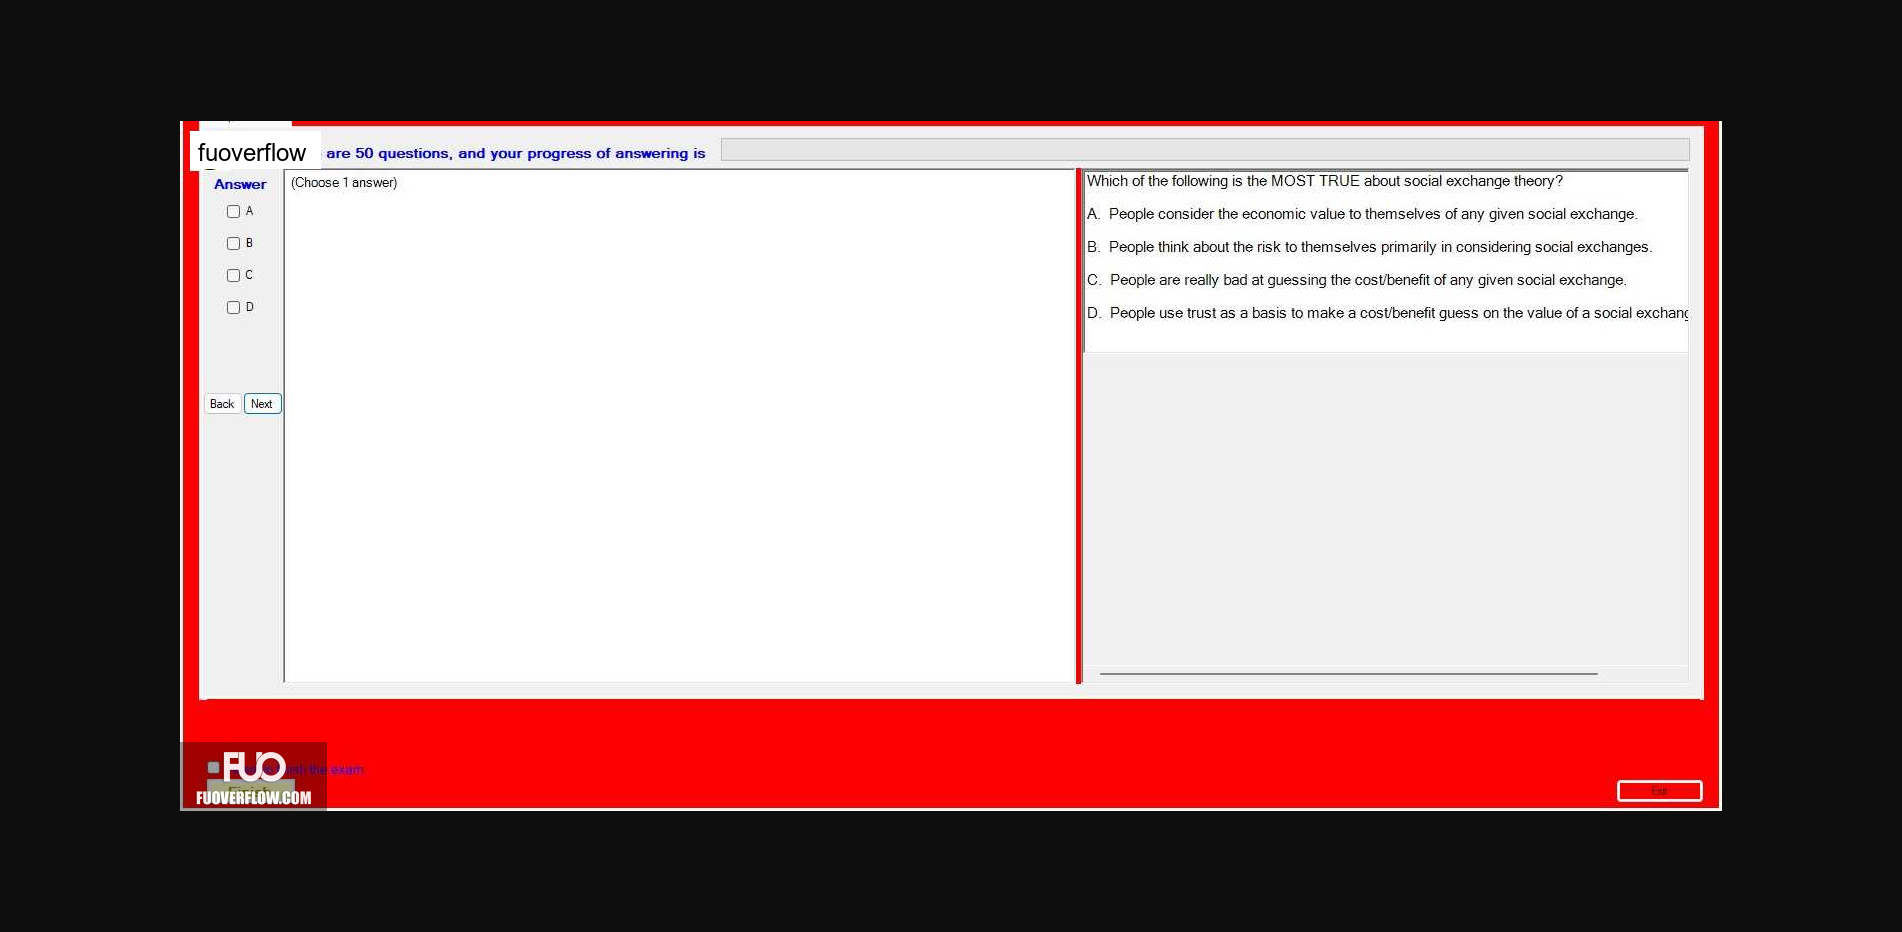 fuoverflow are 50 questions, and your progress of answering is
Answer
(Choose 1 answer)
A
B
C
D
Back Next
Which of the following is the MOST TRUE about social exchange theory?
A. People consider the economic value to themselves of any given social exchange.
B. People think about the risk to themselves primarily in considering social exchanges.
C. People are really bad at guessing the cost/benefit of any given social exchange.
D. People use trust as a basis to make a cost/benefit guess on the value of a social exchang
FUO
the exam
Finish
FUOVERFLOW.COM
Exit